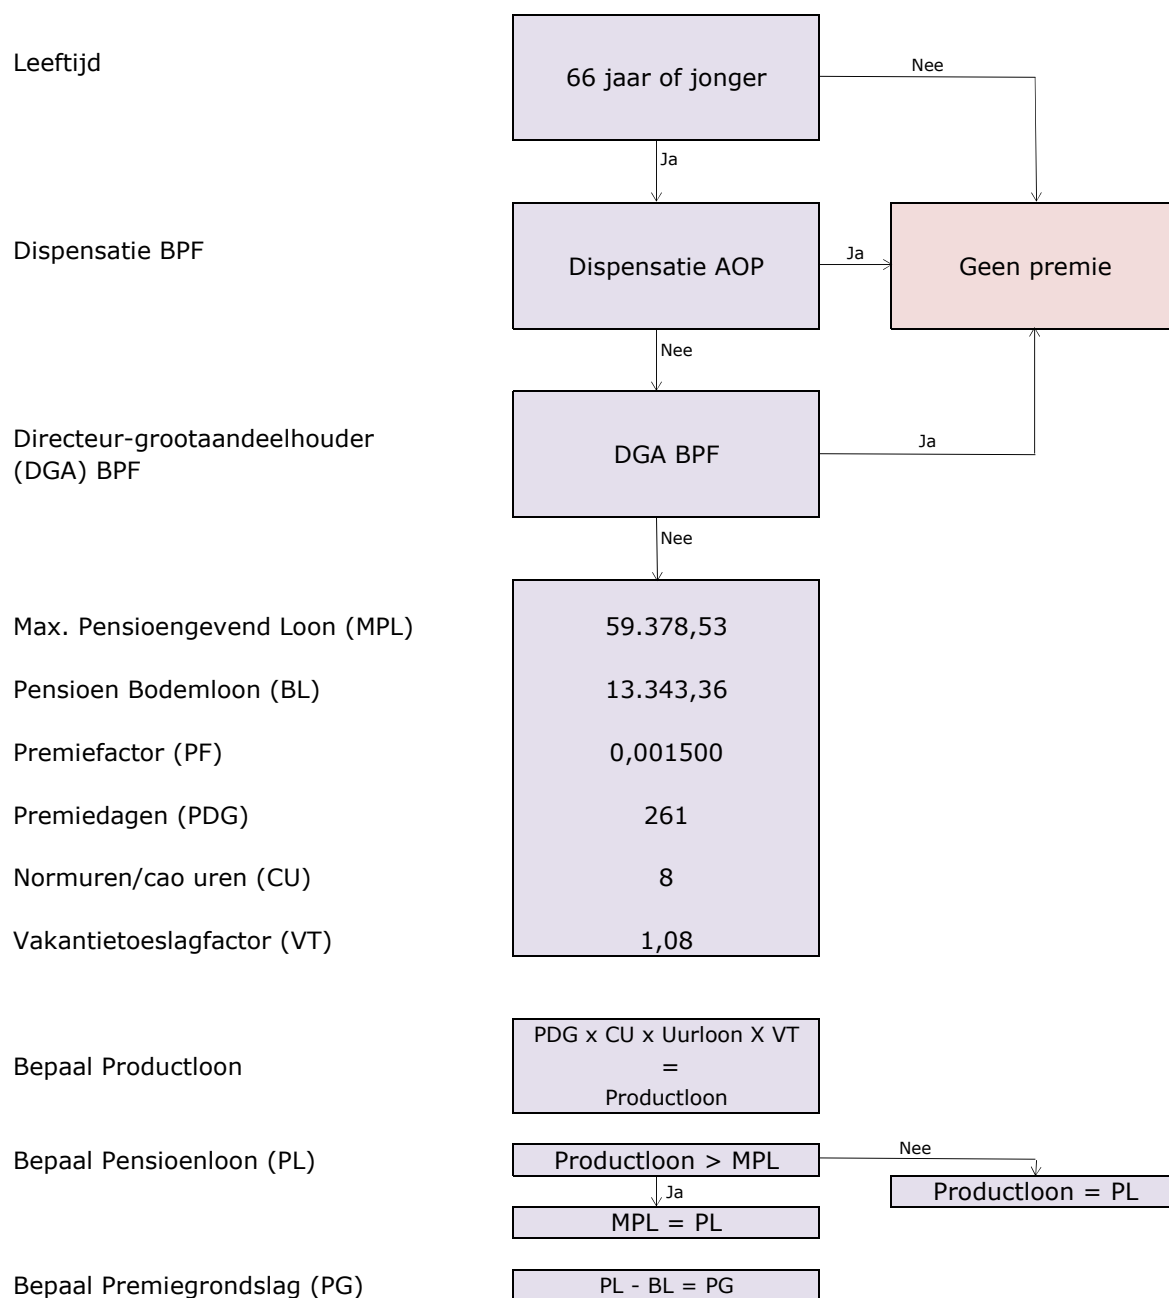 Leeftijd
66 jaar of jonger
Nee
Ja
Dispensatie BPF
Dispensatie AOP
Ja
Geen premie
Nee
Directeur-grootaandeelhouder
(DGA) BPF
DGA BPF
Ja
Nee
Max. Pensioengevend Loon (MPL)
59.378,53
Pensioen Bodemloon (BL)
13.343,36
Premiefactor (PF)
0,001500
Premiedagen (PDG)
261
Normuren/cao uren (CU)
8
Vakantietoeslagfactor (VT)
1,08
Bepaal Productloon
PDG x CU x Uurloon X VT
=
Productloon
Bepaal Pensioenloon (PL)
Productloon > MPL
Nee
Productloon = PL
Ja
MPL = PL
Bepaal Premiegrondslag (PG)
PL - BL = PG